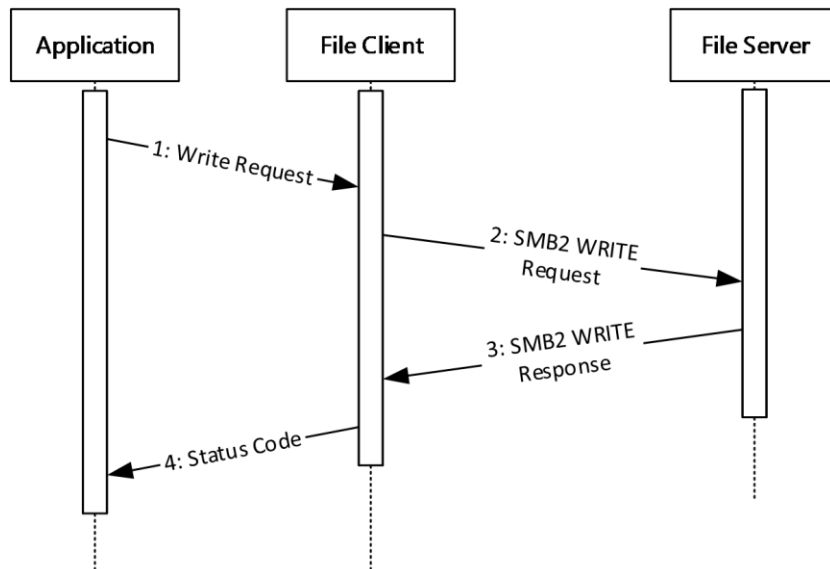 Application
File Client
File Server
1: Write Request
2: SMB2 WRITE
Request
3: SMB2 WRITE
Response
4: Status Code